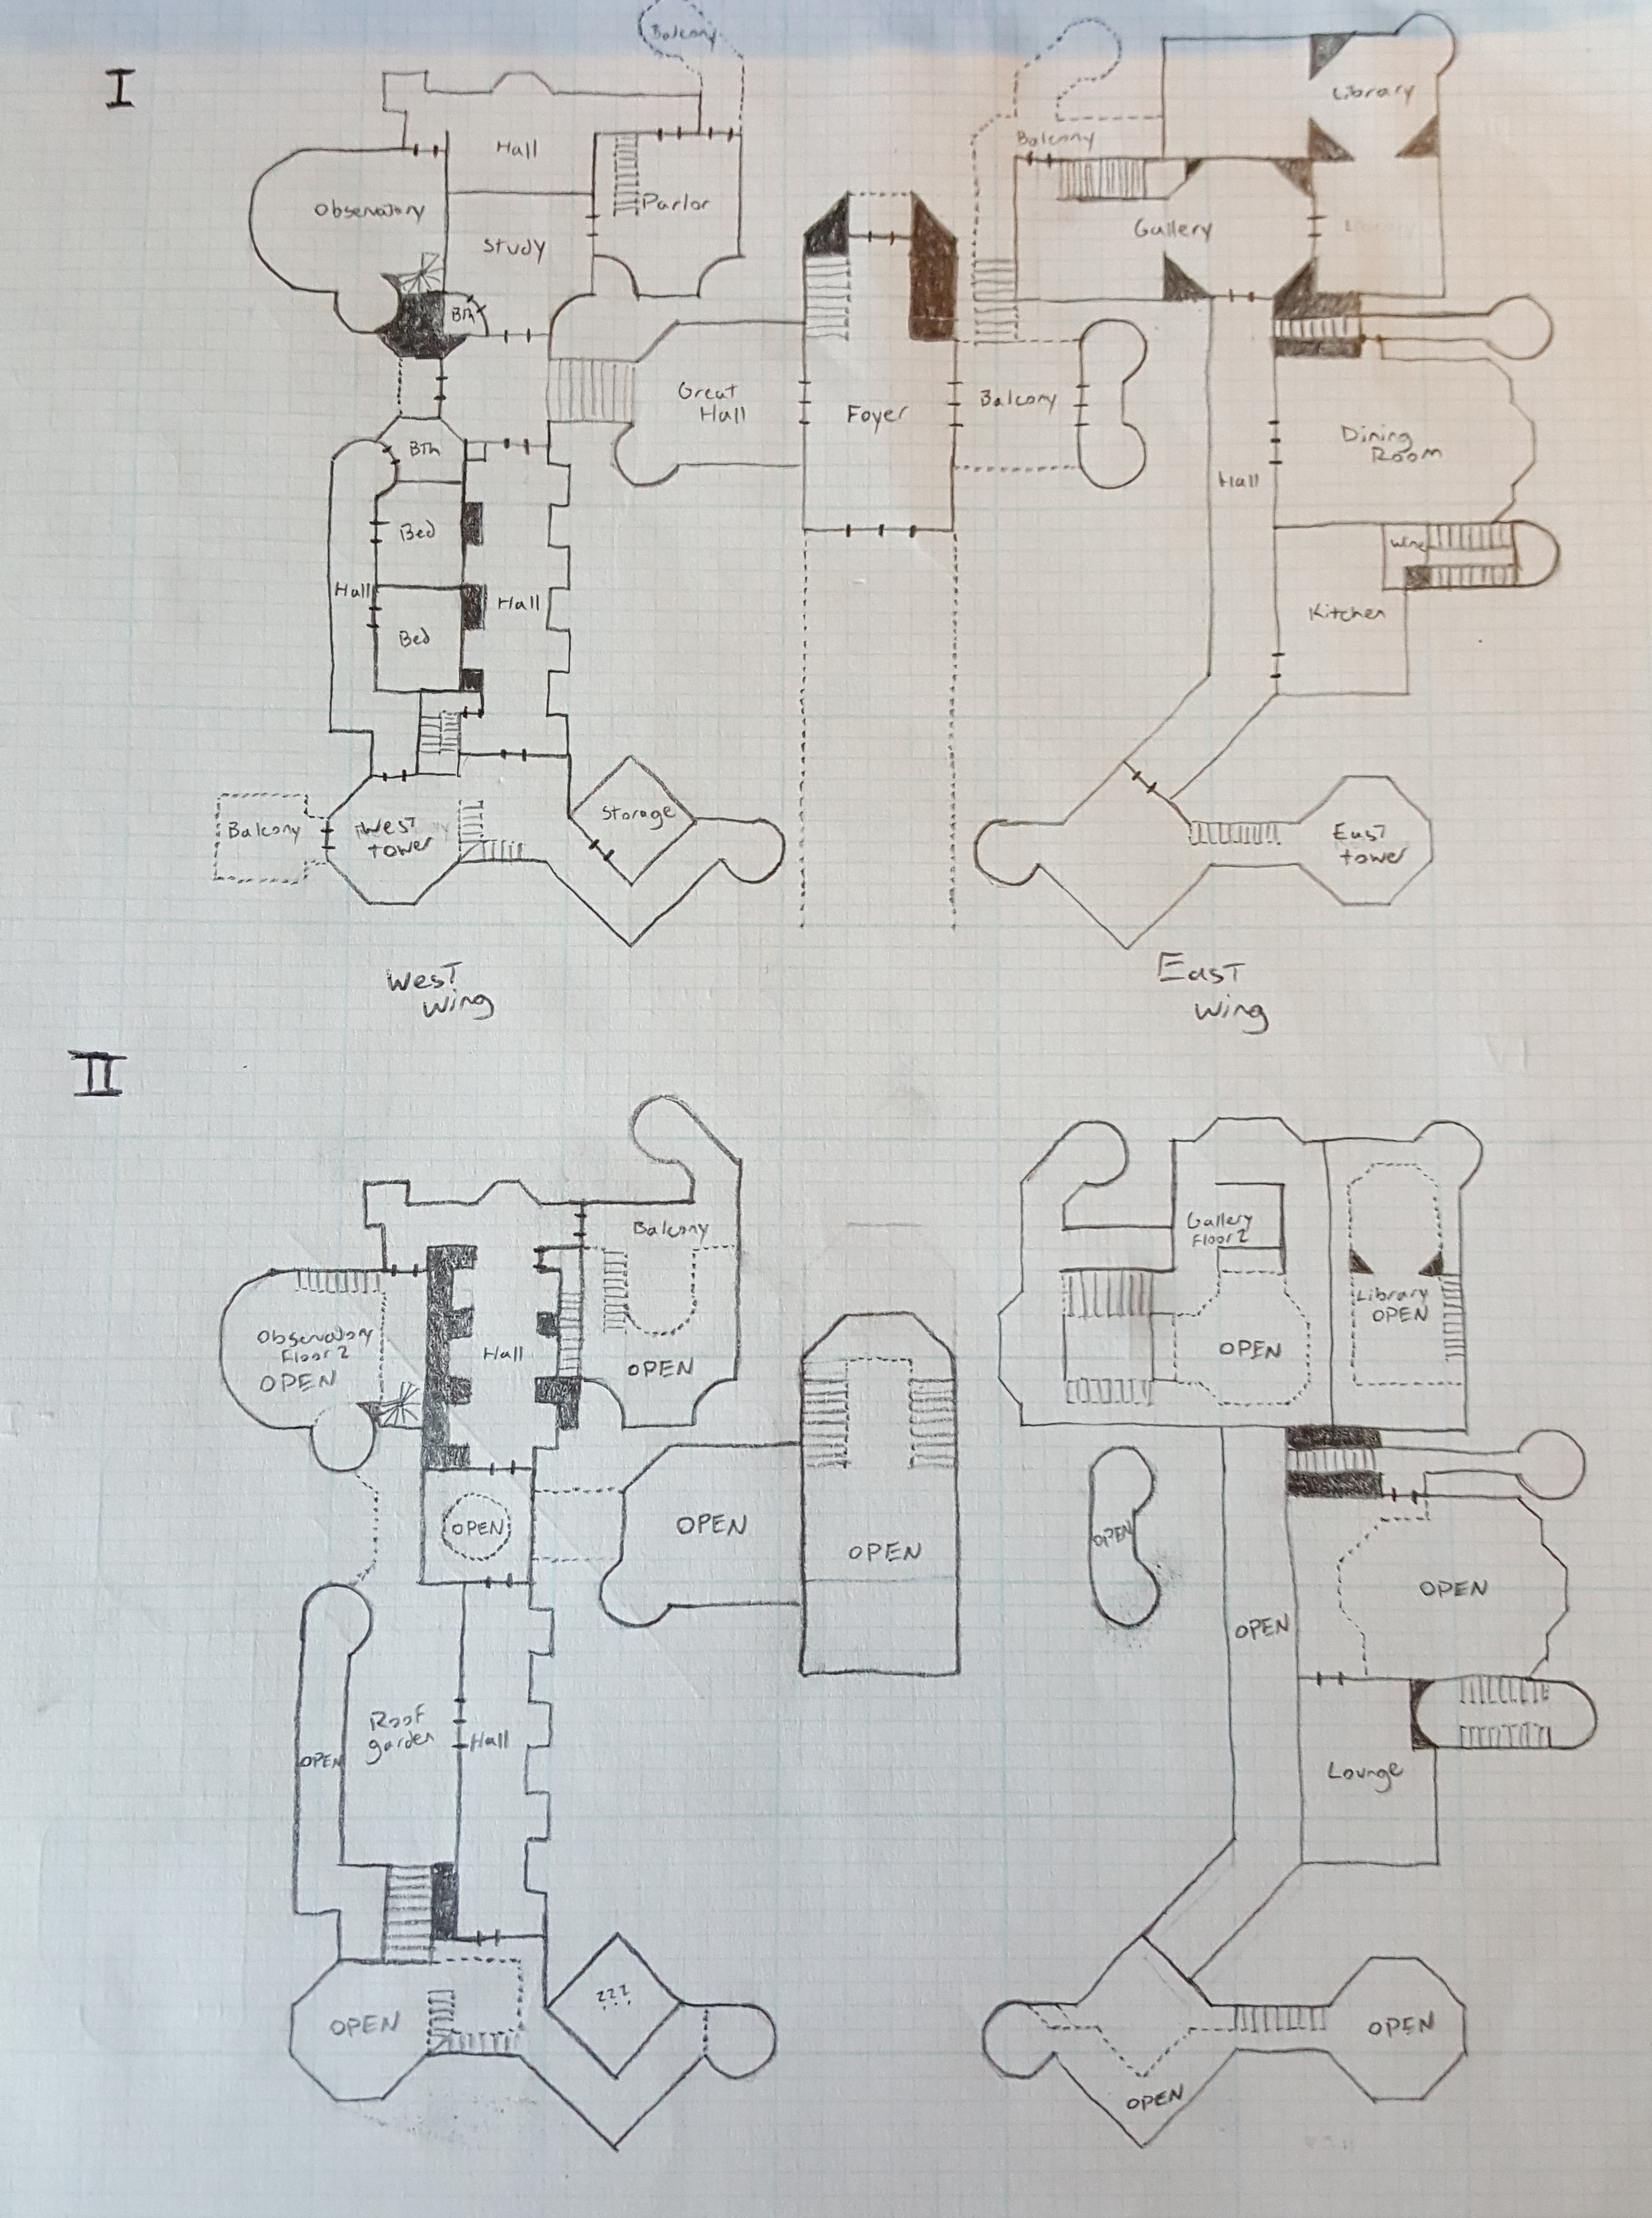 I
Balcony
Library
Hall
Balcony
Observatory
Parlor
Gallery
Study
Bth
Great
Hall
Foyer
Balcony
Dining
Room
Bth
Hall
Bed
Wine
Hall
Hall
Kitchen
Bed
Balcony
West
tower
Storage
East
tower
West
wing
East
wing
II
Balcony
Gallery
Floor 2
Observatory
Floor 2
OPEN
Hall
OPEN
OPEN
Library
OPEN
OPEN
OPEN
OPEN
OPEN
OPEN
OPEN
Roof
garden
Hall
OPEN
Lounge
OPEN
???
OPEN
OPEN
OPEN